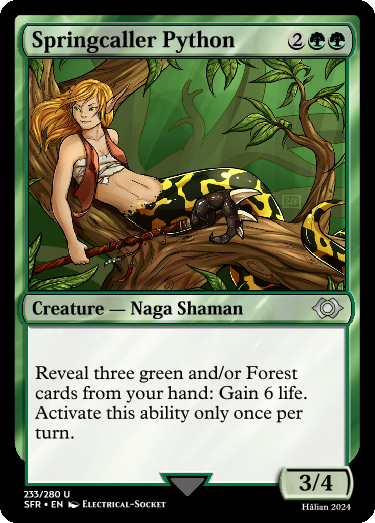 Springcaller Python 2
Creature — Naga Shaman
Reveal three green and/or Forest
cards from your hand: Gain 6 life.
Activate this ability only once per
turn.
3/4
233/280 U
SFR • EN Electrical-Socket
Hālian 2024